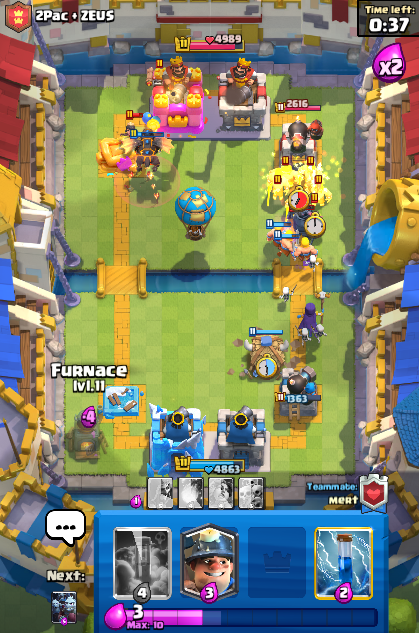 2Pac + ZEUS
4989
Time left:
0:37
x2
2616
FURNACE
lvl.11
-4
1363
4863
Teammate:
MERT
...
4
3
2
Next:
3
Max: 10